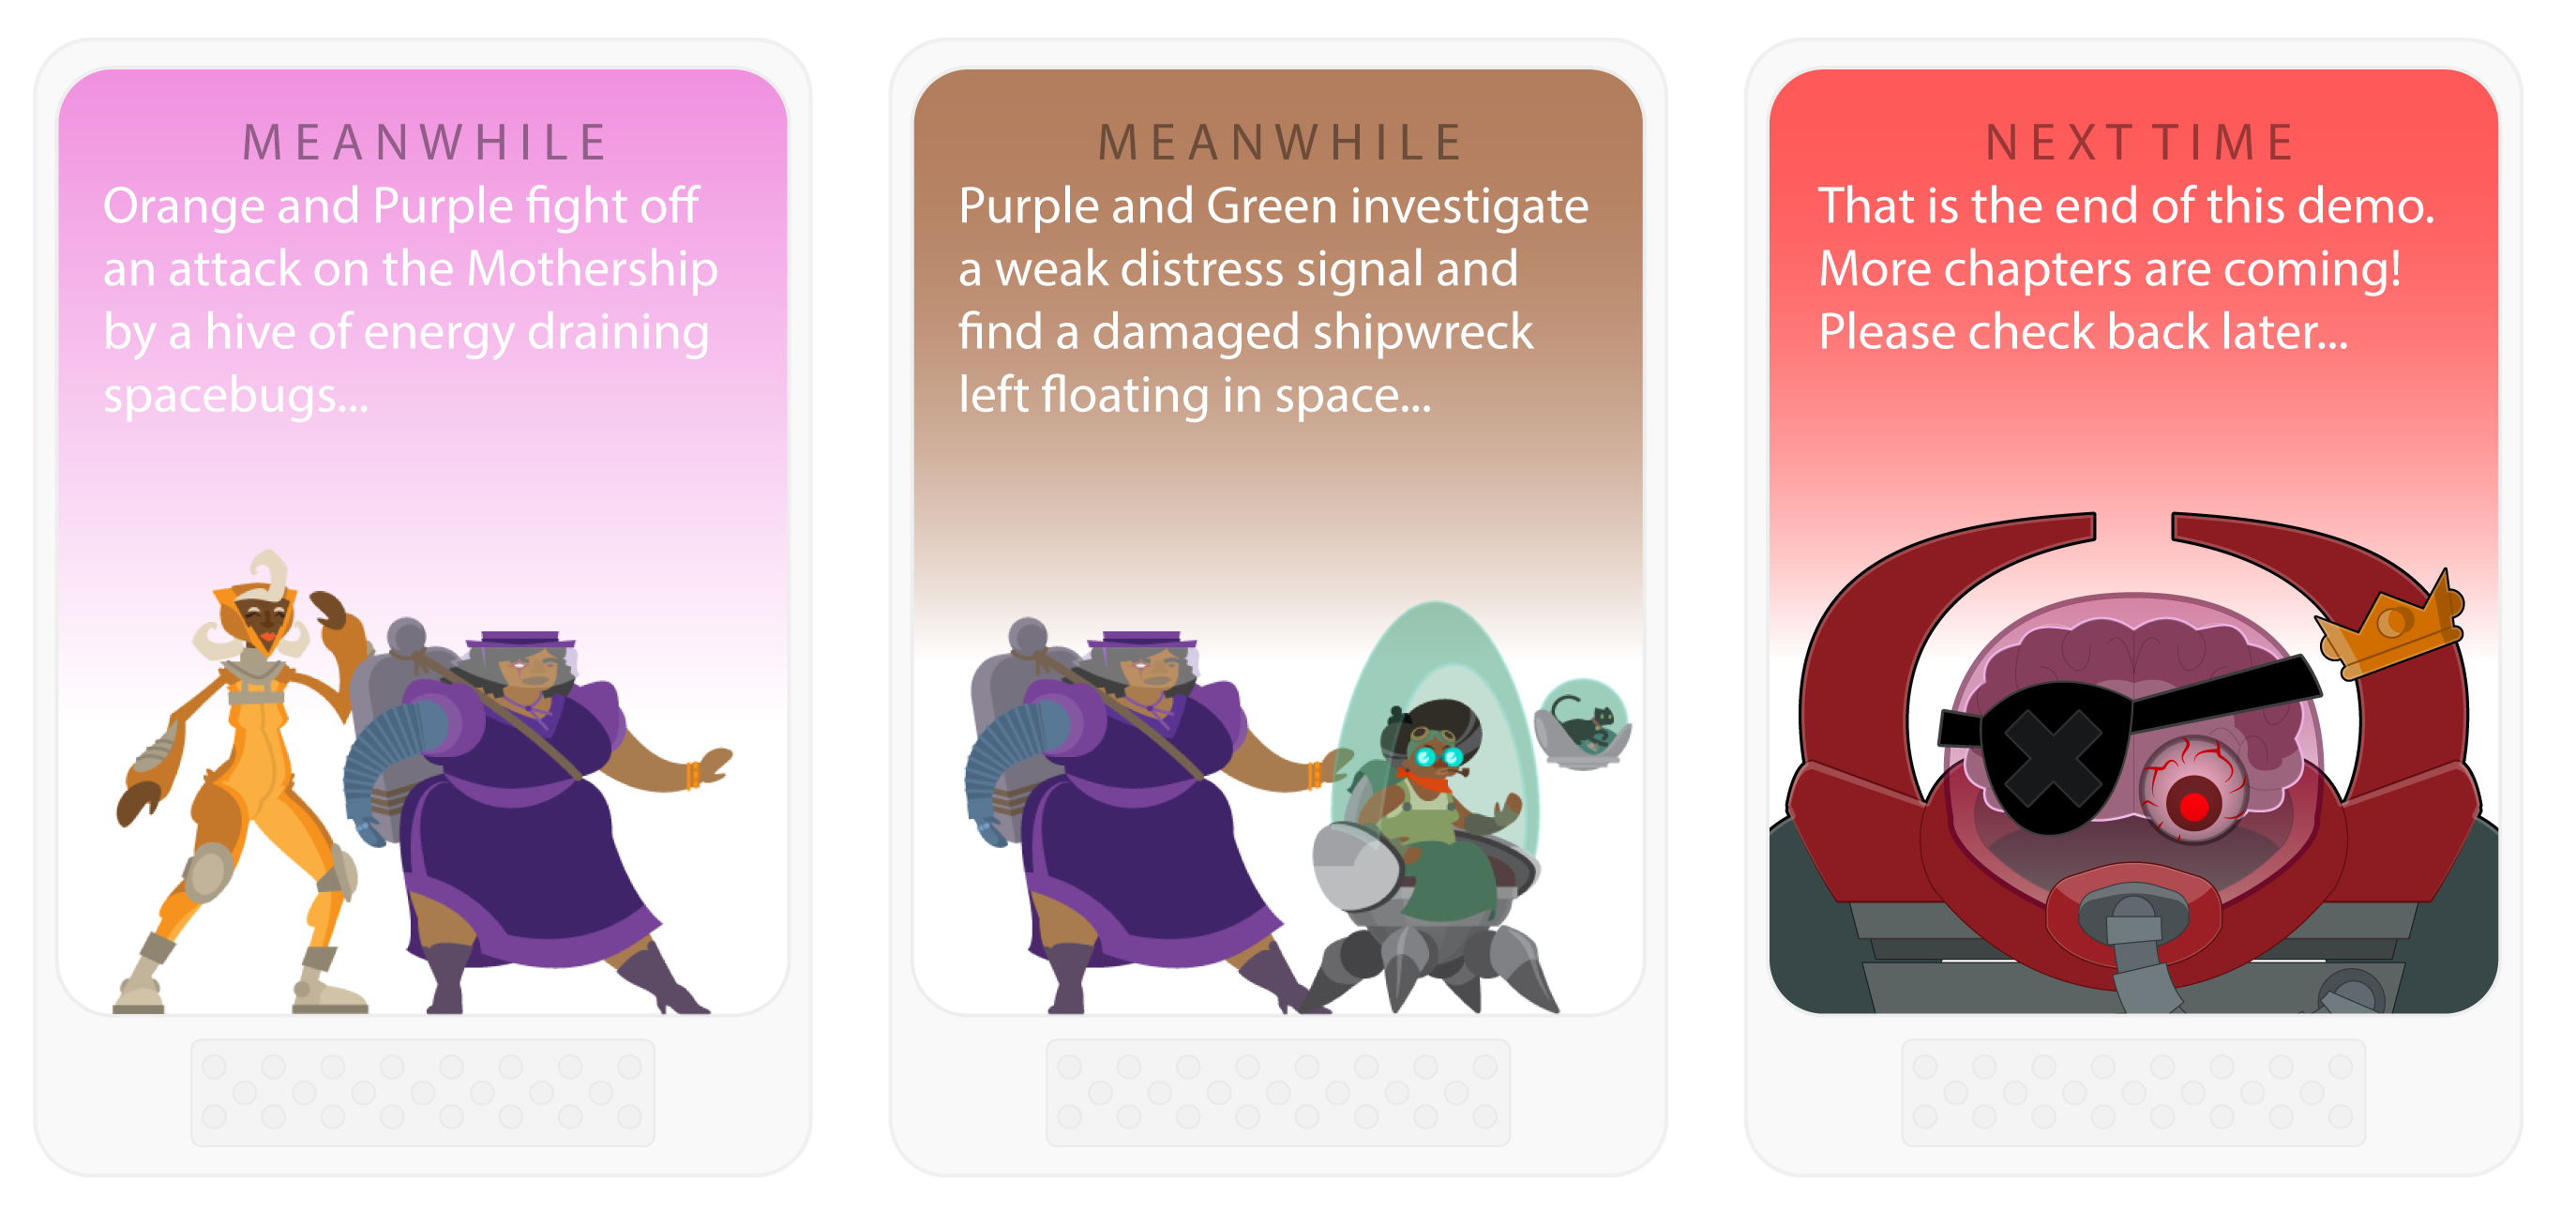 MEANWHILE
Orange and Purple fight off
an attack on the Mothership
by a hive of energy draining
spacebugs...
MEANWHILE
Purple and Green investigate
a weak distress signal and
find a damaged shipwreck
left floating in space...
NEXT TIME
That is the end of this demo.
More chapters are coming!
Please check back later...